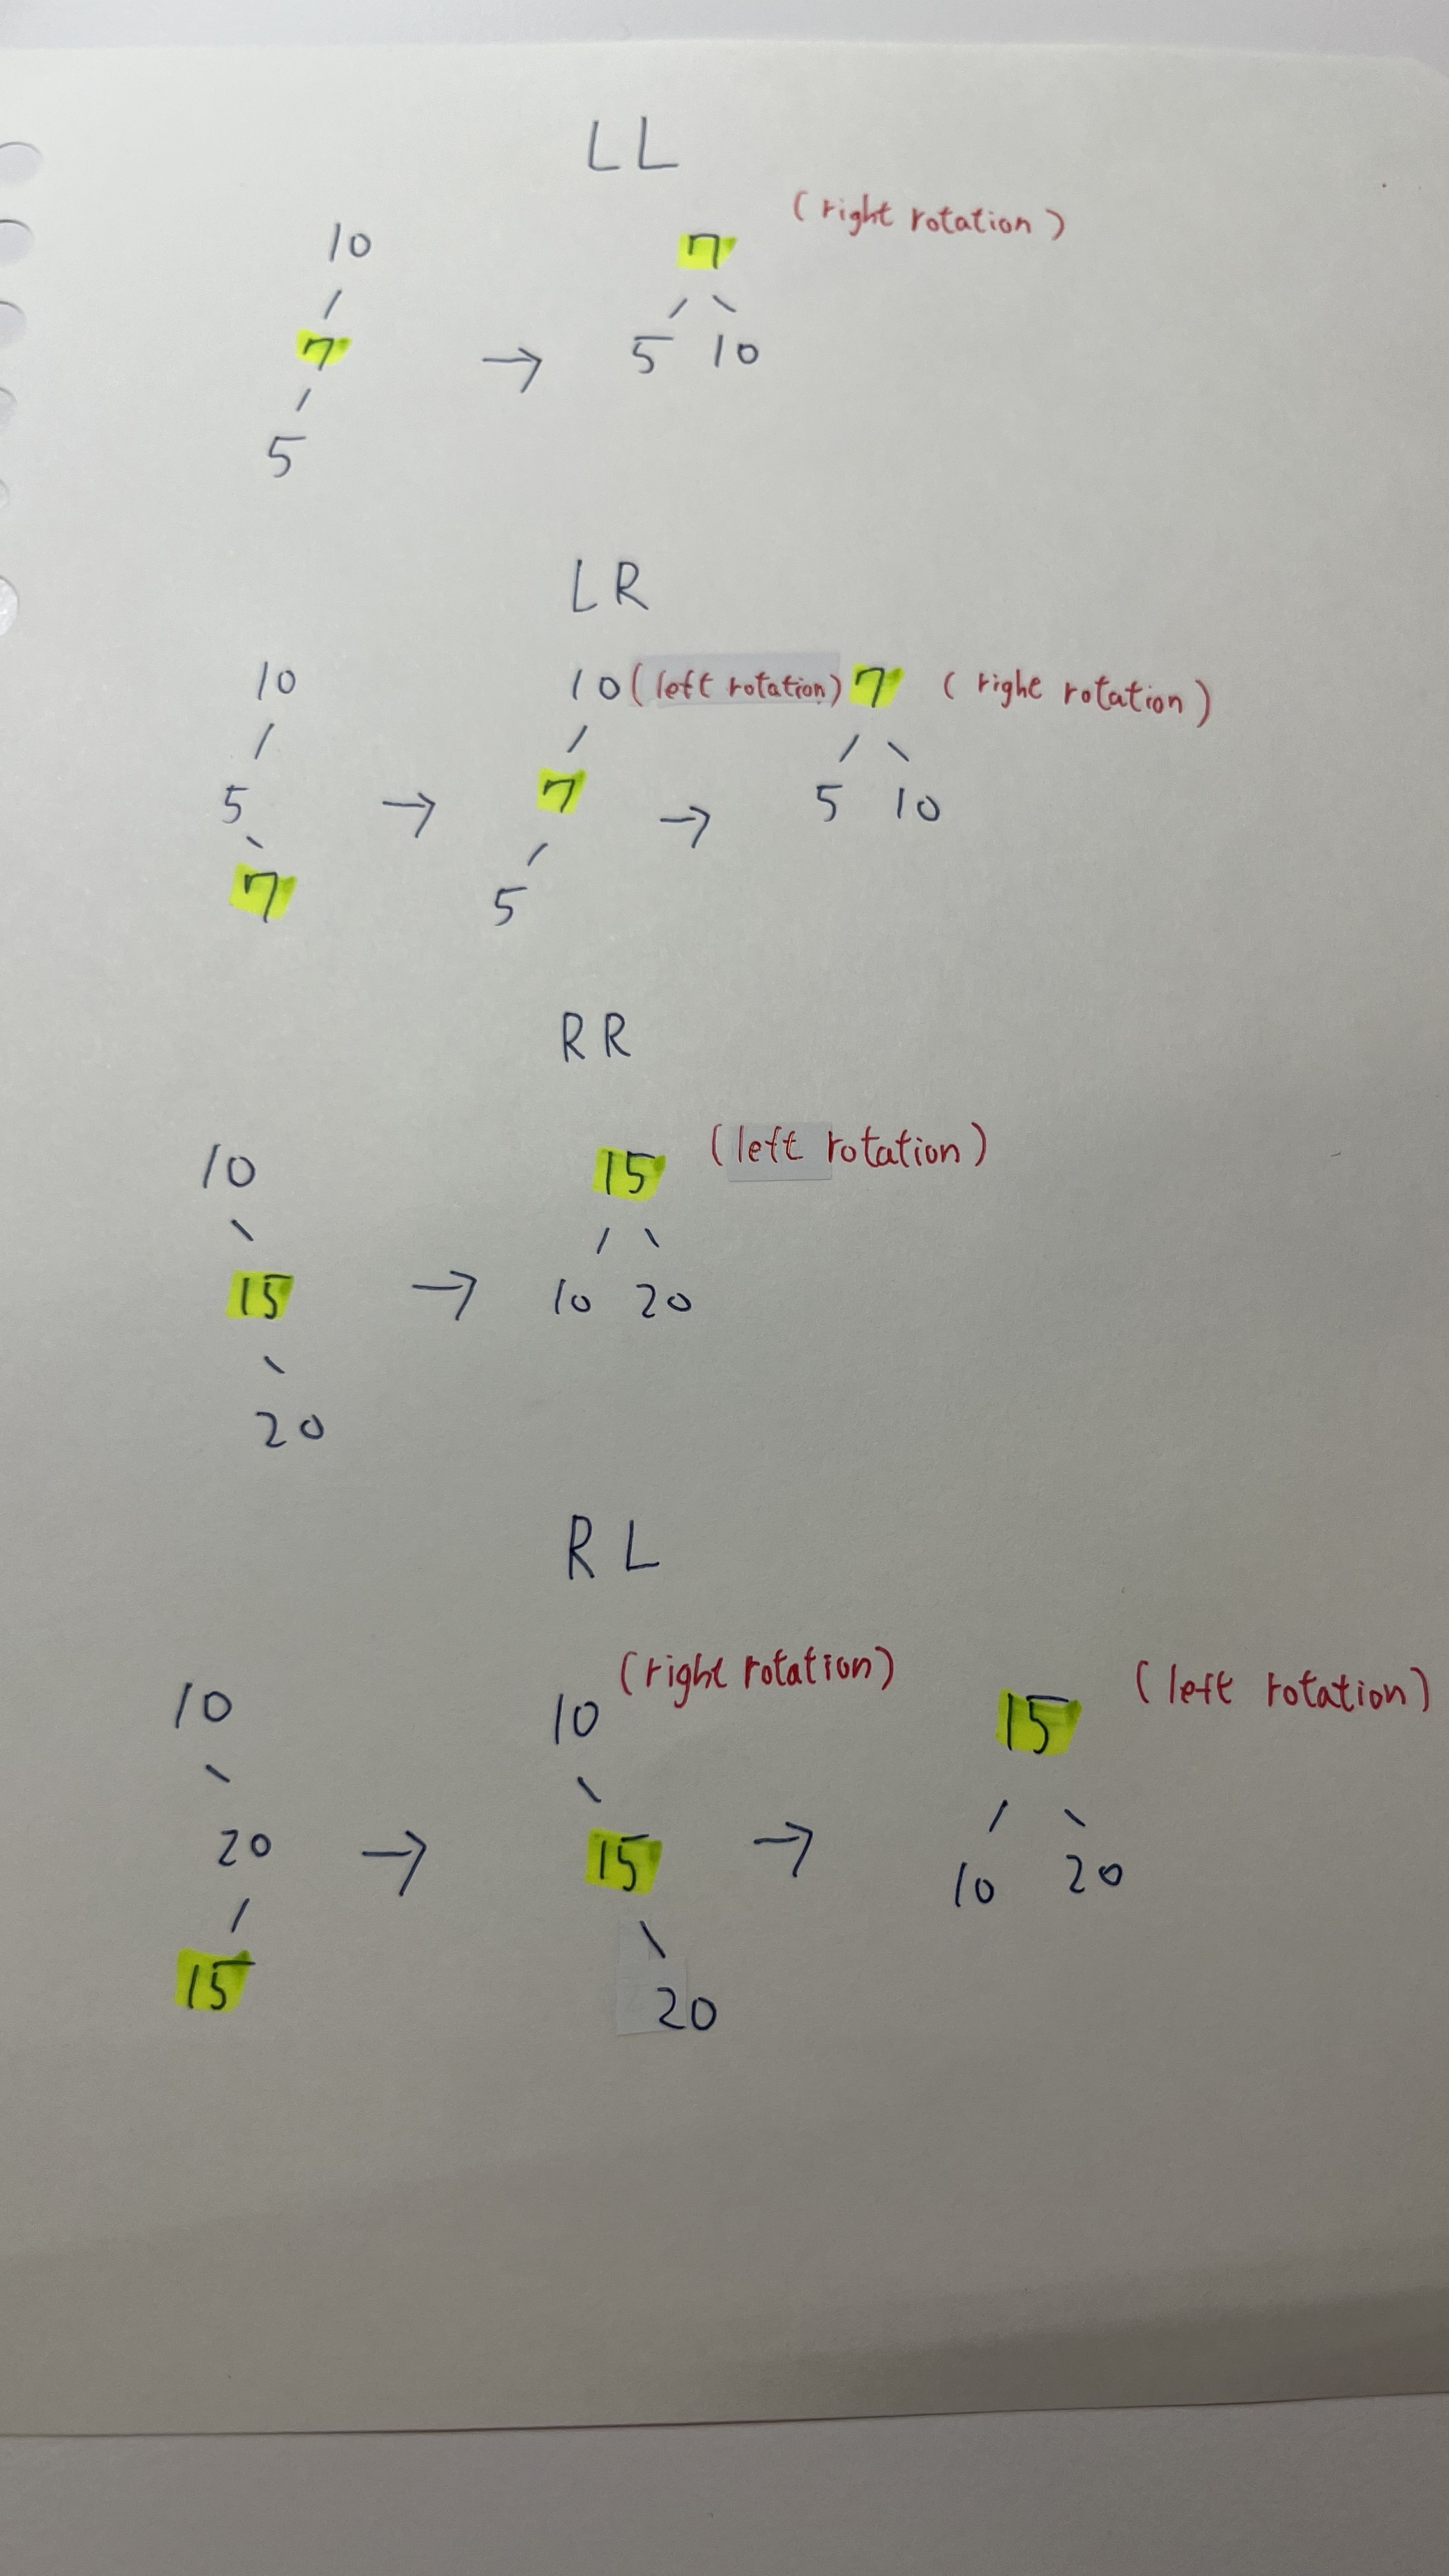 LL
(right rotation)
10 7
/ / \
7 → 5 10
/
5
LR
10 10 (left rotation) 7 (righe rotation)
/ / / \
5 → 7 → 5 10
\ /
7 5
RR
10 15 (left rotation)
\ / \
15 → 10 20
\
20
RL
(right rotation) (left rotation)
10 10 15
\ \ / \
20 → 15 → 10 20
/ \
15 20